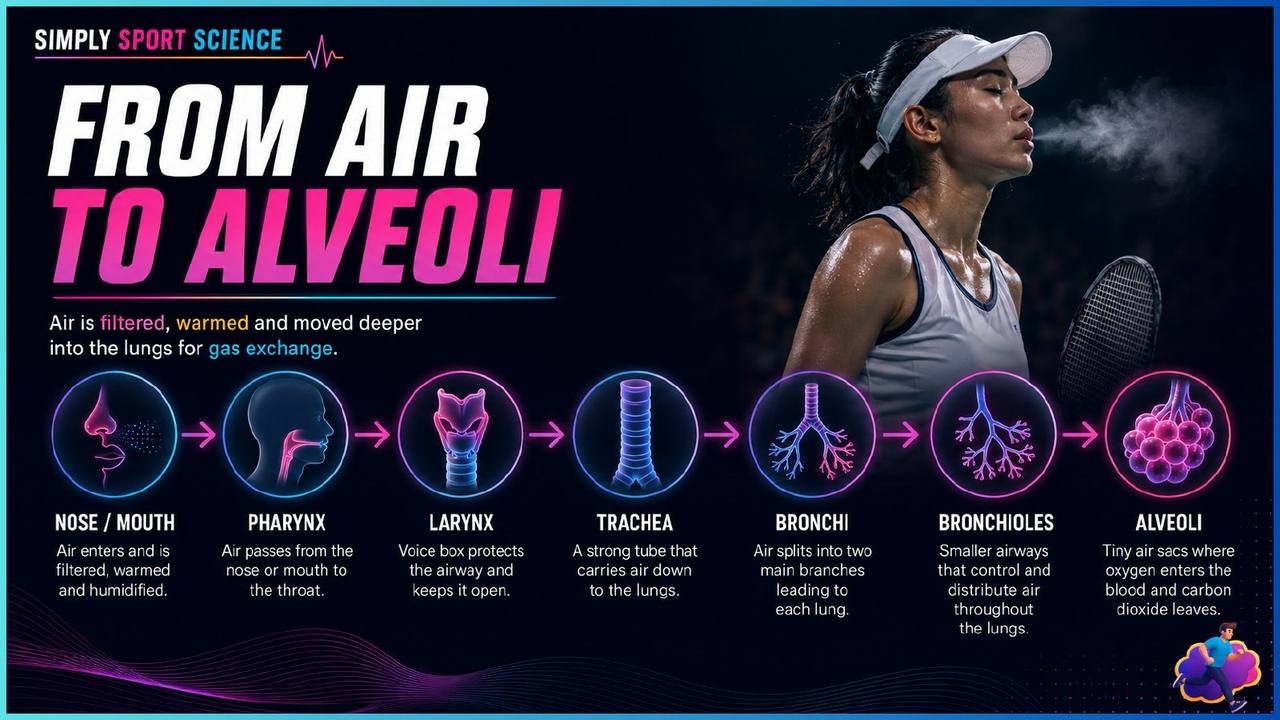 SIMPLY SPORT SCIENCE
FROM AIR
TO ALVEOLI
Air is filtered, warmed and moved deeper
into the lungs for gas exchange.
NOSE / MOUTH
Air enters and is
filtered, warmed
and humidified.
PHARYNX
Air passes from the
nose or mouth to
the throat.
LARYNX
Voice box protects
the airway and
keeps it open.
TRACHEA
A strong tube that
carries air down
to the lungs.
BRONCHI
Air splits into two
main branches
leading to
each lung.
BRONCHIOLES
Smaller airways
that control and
distribute air
throughout
the lungs.
ALVEOLI
Tiny air sacs where
oxygen enters the
blood and carbon
dioxide leaves.